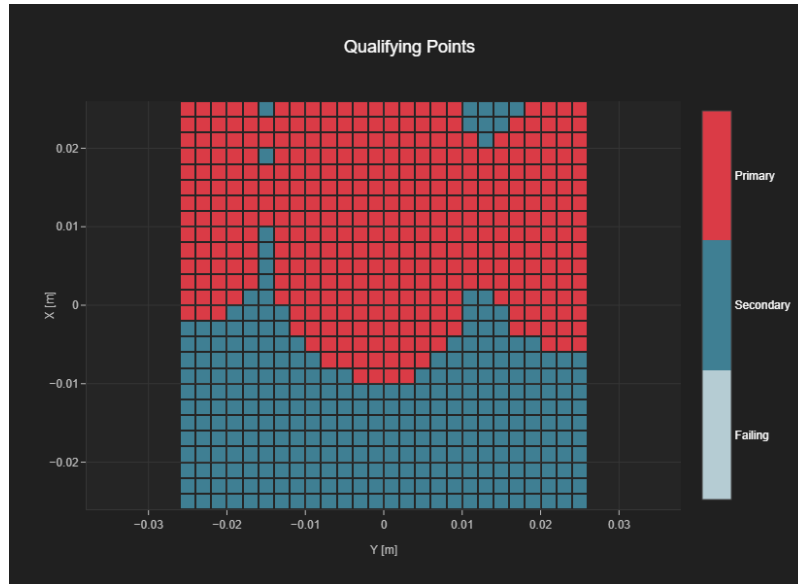 Qualifying Points
0.02
0.01
0
−0.01
−0.02
X [m]
−0.03
−0.02
−0.01
0
0.01
0.02
0.03
Y [m]
Primary
Secondary
Failing